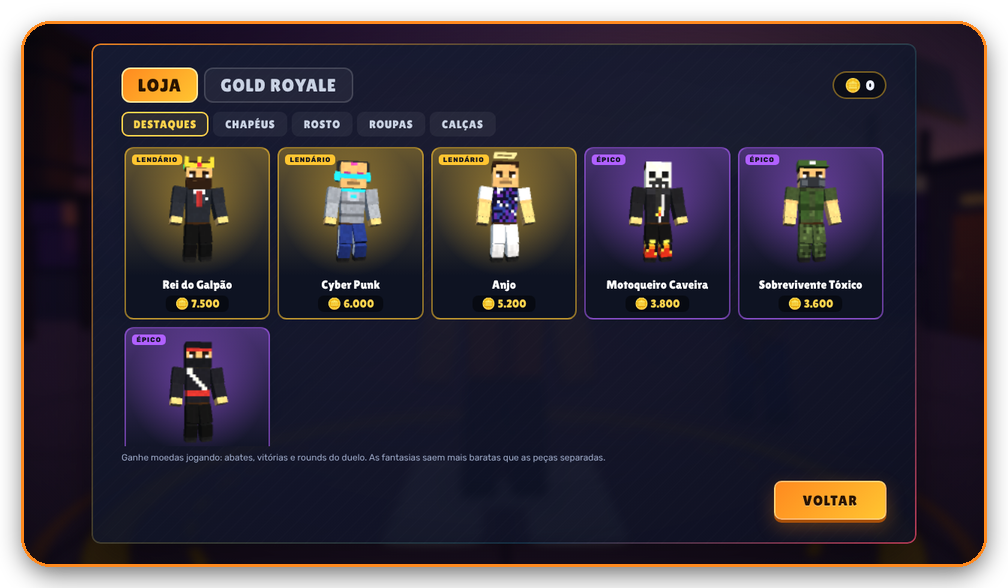 LOJA
GOLD ROYALE
0
DESTAQUES
CHAPÉUS
ROSTO
ROUPAS
CALÇAS
LENDÁRIO
Rei do Galpão
7.500
LENDÁRIO
Cyber Punk
6.000
LENDÁRIO
Anjo
5.200
ÉPICO
Motoqueiro Caveira
3.800
ÉPICO
Sobrevivente Tóxico
3.600
ÉPICO
Ganhe moedas jogando: abates, vitórias e rounds do duelo. As fantasias saem mais baratas que as peças separadas.
VOLTAR